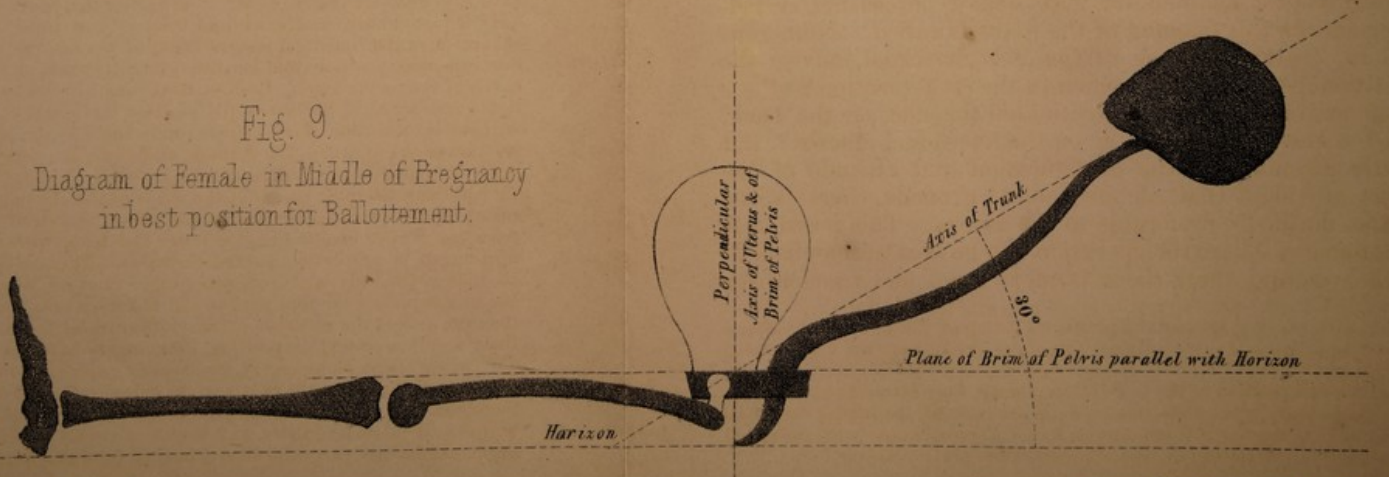 Fig. 9.
Diagram of Female in Middle of Pregnancy
in best position for Ballottement.
Perpendicular
Axis of Uterus & of
Brim of Pelvis
Axis of Trunk
30°
Plane of Brim of Pelvis parallel with Horizon
Harizon